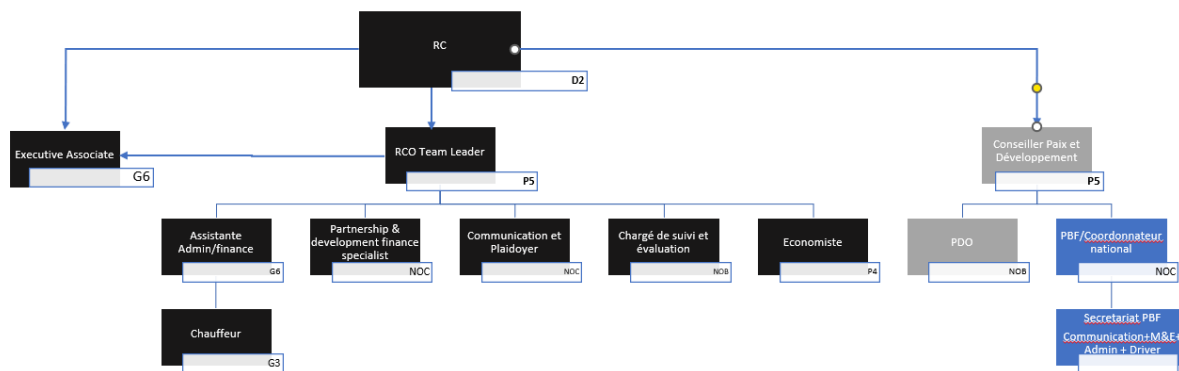 RC
D2
Executive Associate
G6
RCO Team Leader
P5
Conseiller Paix et
Développement
P5
Assistante
Admin/finance
G6
Partnership &
development finance
specialist
NOC
Communication et
Plaidoyer
NOC
Chargé de suivi et
évaluation
NOB
Economiste
P4
PDO
NOB
PBF/Coordonnateur
national
NOC
Chauffeur
G3
Secretariat PBF
Communication+M&E+
Admin + Driver